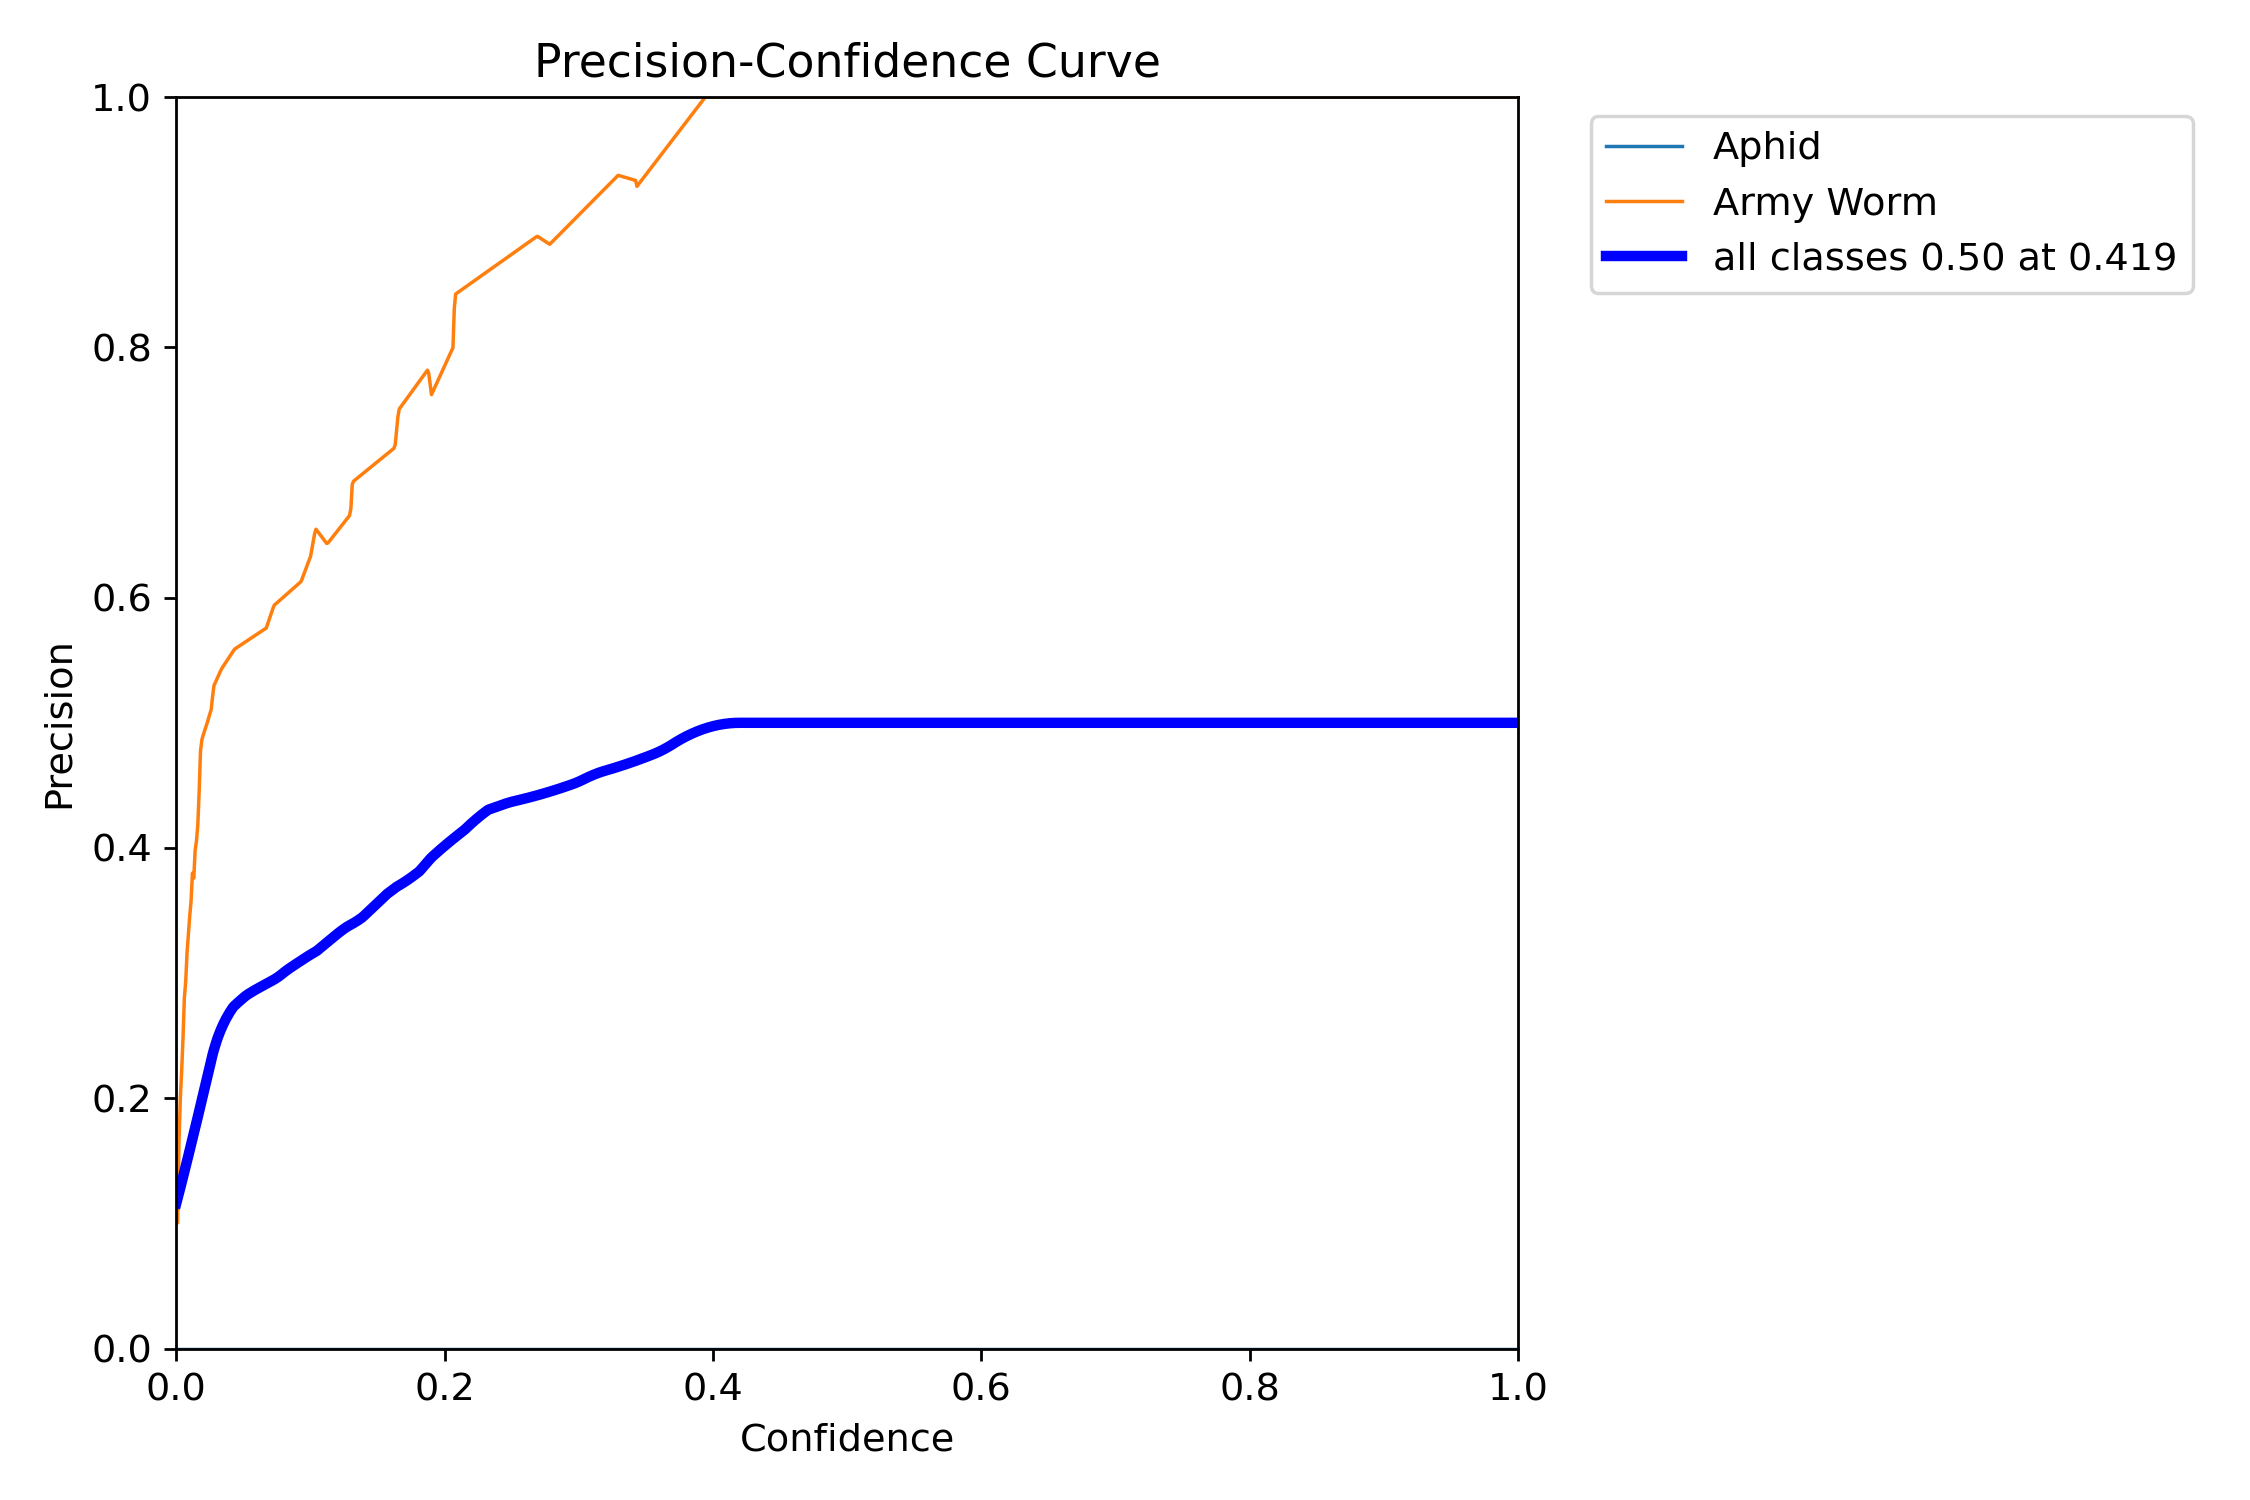 Precision-Confidence Curve
1.0
0.8
0.6
0.4
0.2
0.0
Precision
0.0 0.2 0.4 0.6 0.8 1.0
Confidence
Aphid
Army Worm
all classes 0.50 at 0.419